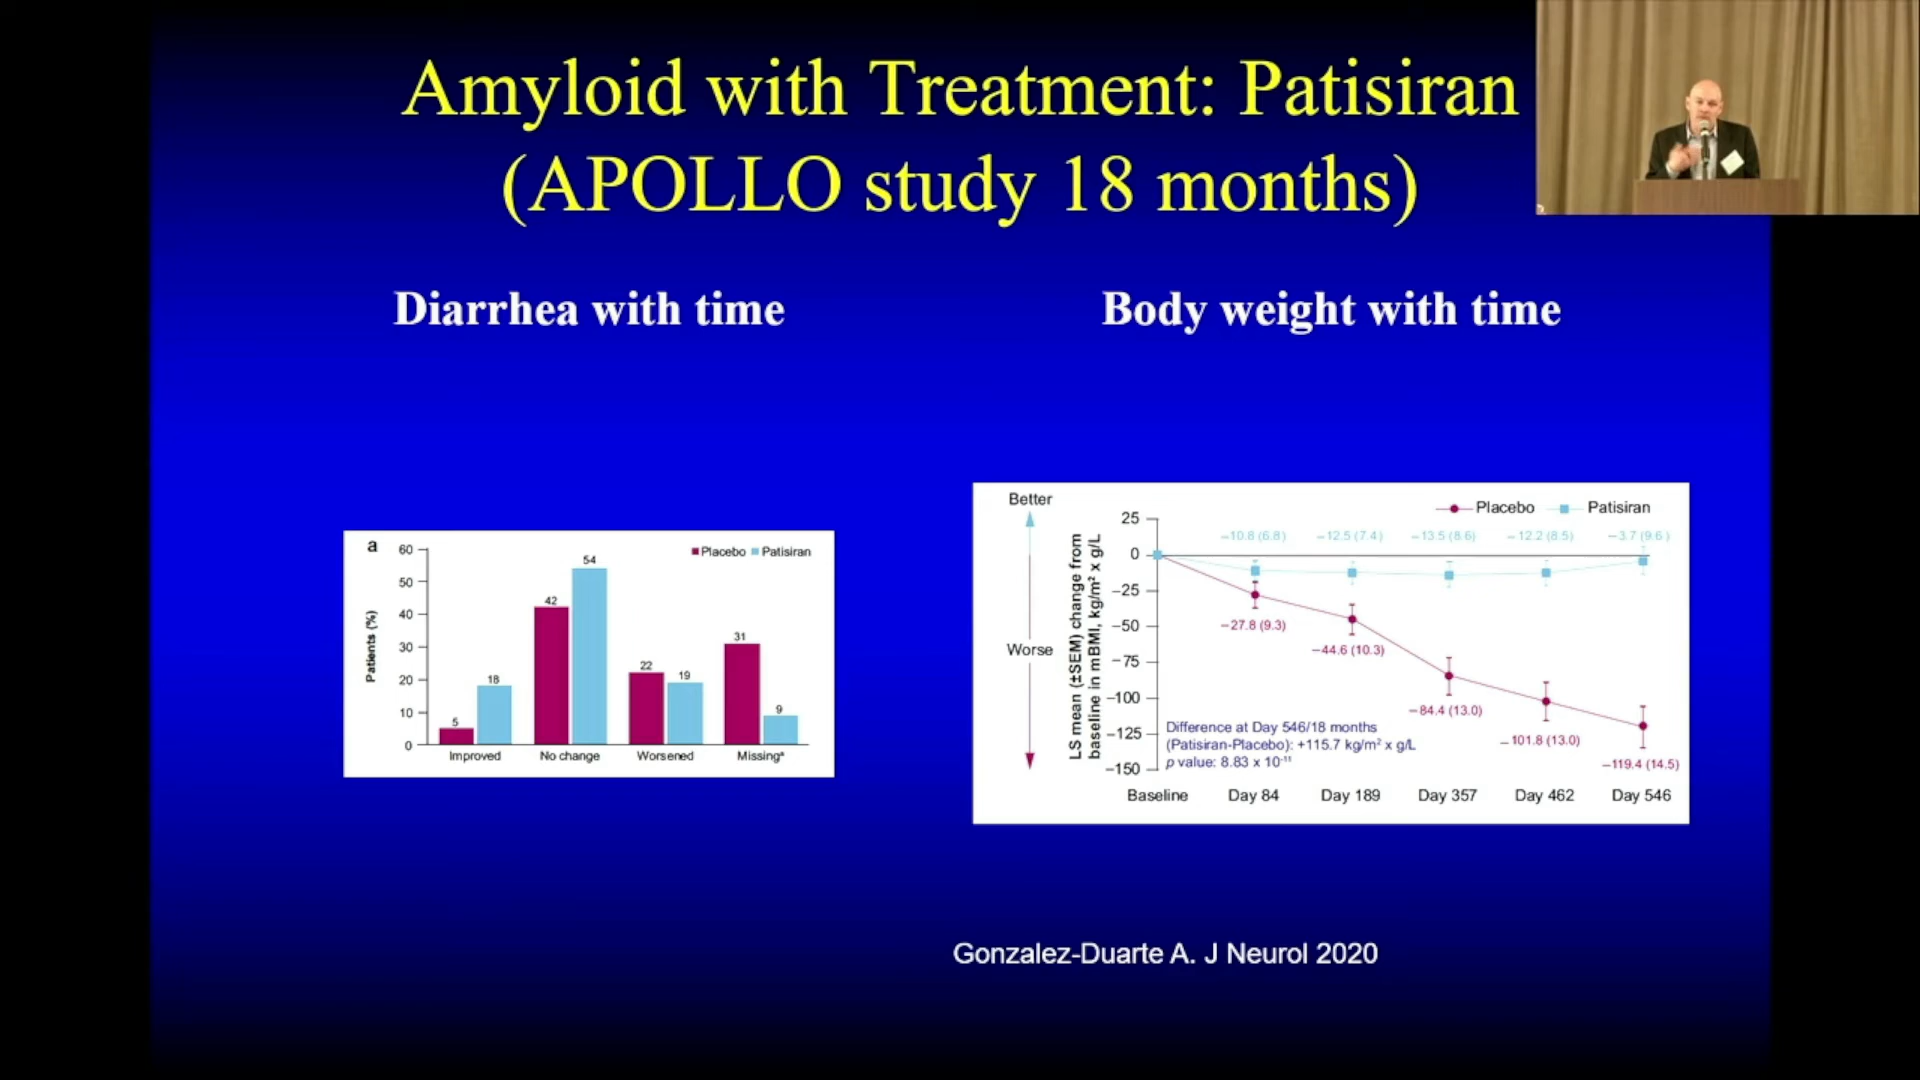 Amyloid with Treatment: Patisiran
(APOLLO study 18 months)
Diarrhea with time
Body weight with time
a
Placebo Patisiran
Patients (%)
60
50
40
30
20
10
0
5
18
42
54
22
19
31
9
Improved No change Worsened Missingᵃ
Better
Worse
Placebo Patisiran
LS mean (±SEM) change from
baseline in mBMI, kg/m² x g/L
25
0
−25
−50
−75
−100
−125
−150
−10.8 (6.8) −12.5 (7.4) −13.5 (8.6) −12.2 (8.5) −3.7 (9.6)
−27.8 (9.3)
−44.6 (10.3)
−84.4 (13.0)
−101.8 (13.0)
−119.4 (14.5)
Difference at Day 546/18 months
(Patisiran-Placebo): +115.7 kg/m² x g/L
p value: 8.83 x 10⁻¹¹
Baseline Day 84 Day 189 Day 357 Day 462 Day 546
Gonzalez-Duarte A. J Neurol 2020